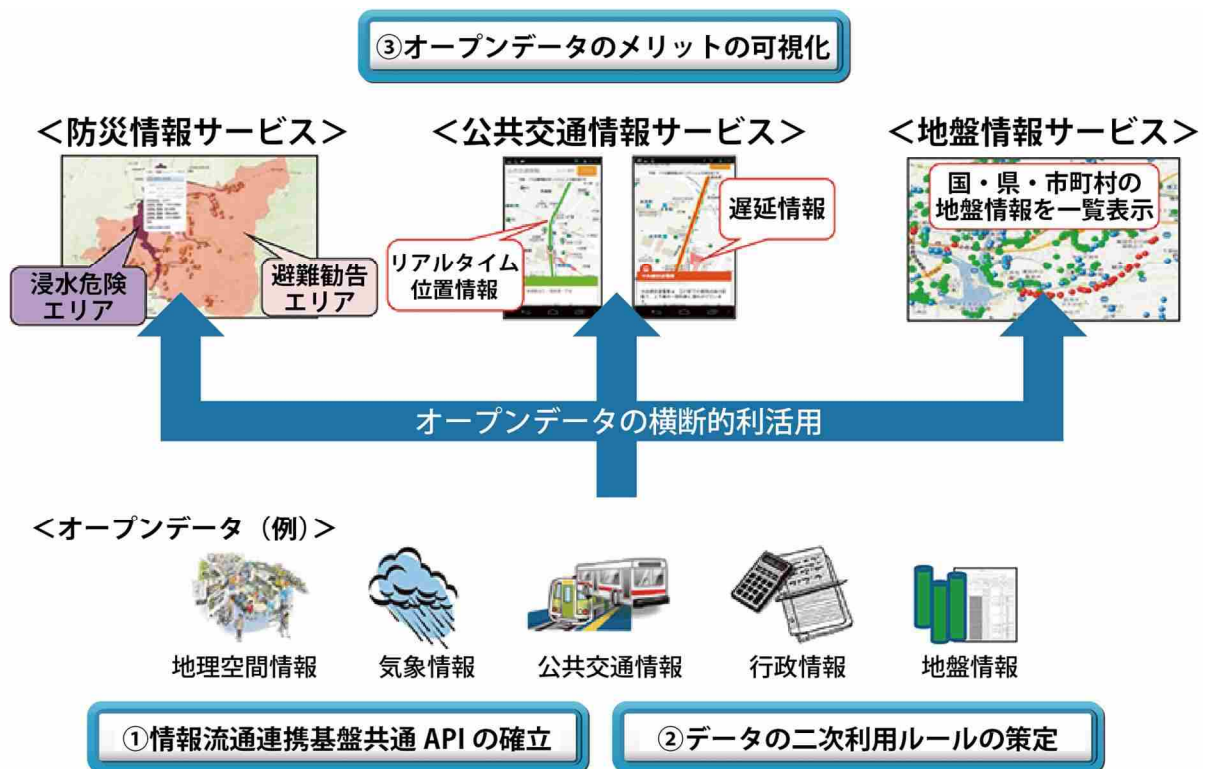 ③オープンデータのメリットの可視化
＜防災情報サービス＞
＜公共交通情報サービス＞
＜地盤情報サービス＞
浸水危険
エリア
避難勧告
エリア
リアルタイム
位置情報
遅延情報
国・県・市町村の
地盤情報を一覧表示
オープンデータの横断的利活用
＜オープンデータ（例）＞
地理空間情報
気象情報
公共交通情報
行政情報
地盤情報
①情報流通連携基盤共通 API の確立
②データの二次利用ルールの策定